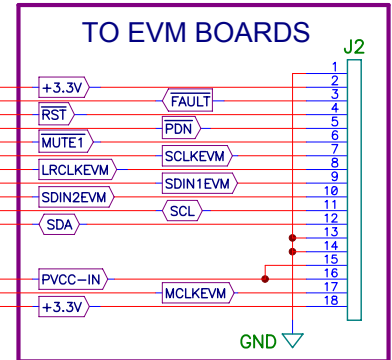 TO EVM BOARDS
J2
1
+3.3V 2
FAULT 3
RST 4
PDN 5
MUTE1 6
SCLKEVM 7
LRCLKEVM 8
SDIN1EVM 9
SDIN2EVM 10
SCL 11
SDA 12
13
14
15
PVCC-IN 16
MCLKEVM 17
+3.3V 18
GND